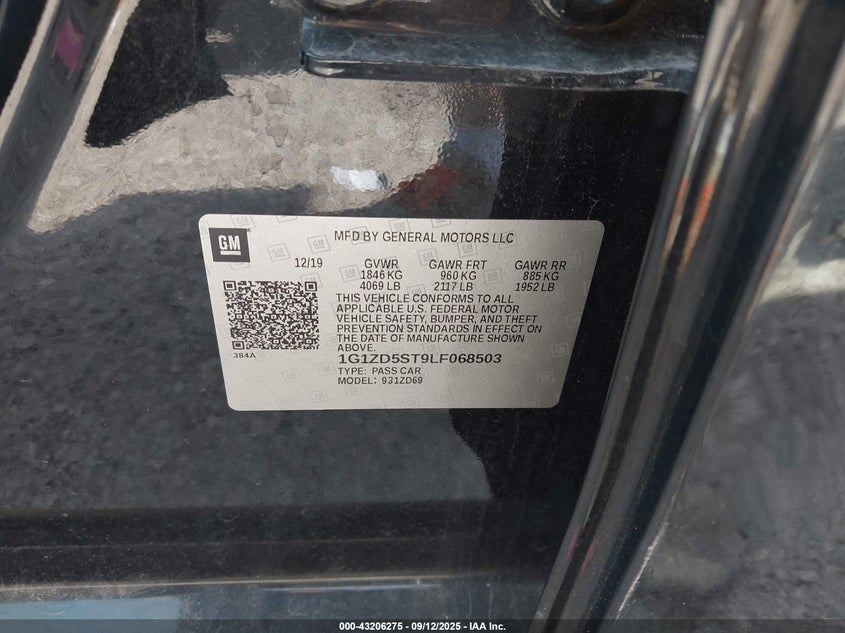 GM
MFD BY GENERAL MOTORS LLC
12/19 GVWR GAWR FRT GAWR RR
1846 KG 960 KG 885 KG
4069 LB 2117 LB 1952 LB
THIS VEHICLE CONFORMS TO ALL
APPLICABLE U.S. FEDERAL MOTOR
VEHICLE SAFETY, BUMPER, AND THEFT
PREVENTION STANDARDS IN EFFECT ON
THE DATE OF MANUFACTURE SHOWN
ABOVE.
384A
1G1ZD5ST9LF068503
TYPE: PASS CAR
MODEL: 931ZD69
000-43206275 - 09/12/2025 - IAA Inc.